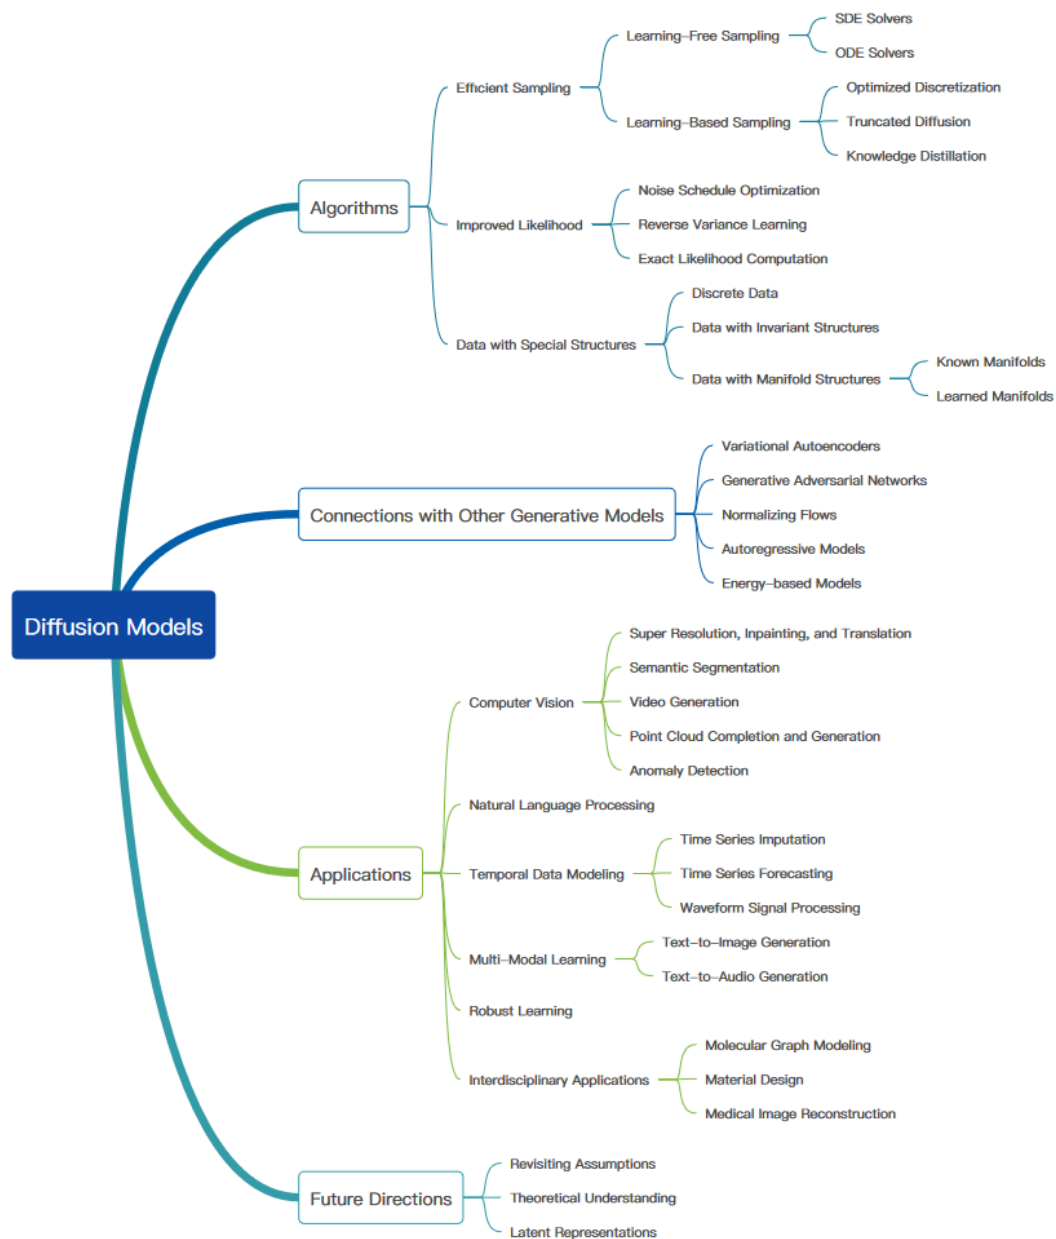 SDE Solvers
Learning-Free Sampling
ODE Solvers
Efficient Sampling
Optimized Discretization
Learning-Based Sampling
Truncated Diffusion
Knowledge Distillation
Algorithms
Noise Schedule Optimization
Improved Likelihood
Reverse Variance Learning
Exact Likelihood Computation
Discrete Data
Data with Invariant Structures
Data with Special Structures
Known Manifolds
Data with Manifold Structures
Learned Manifolds
Variational Autoencoders
Generative Adversarial Networks
Connections with Other Generative Models
Normalizing Flows
Autoregressive Models
Energy-based Models
Diffusion Models
Super Resolution, Inpainting, and Translation
Semantic Segmentation
Computer Vision
Video Generation
Point Cloud Completion and Generation
Anomaly Detection
Natural Language Processing
Time Series Imputation
Applications
Temporal Data Modeling
Time Series Forecasting
Waveform Signal Processing
Text-to-Image Generation
Multi-Modal Learning
Text-to-Audio Generation
Robust Learning
Molecular Graph Modeling
Interdisciplinary Applications
Material Design
Medical Image Reconstruction
Revisiting Assumptions
Future Directions
Theoretical Understanding
Latent Representations